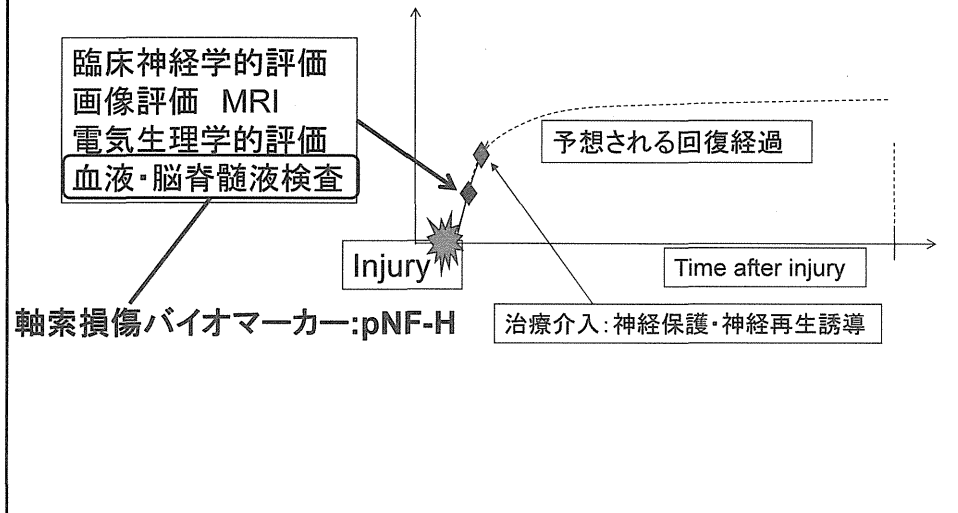 臨床神経学的評価
画像評価 MRI
電気生理学的評価
血液・脳脊髄液検査
予想される回復経過
Injury
Time after injury
軸索損傷バイオマーカー:pNF-H
治療介入:神経保護・神経再生誘導